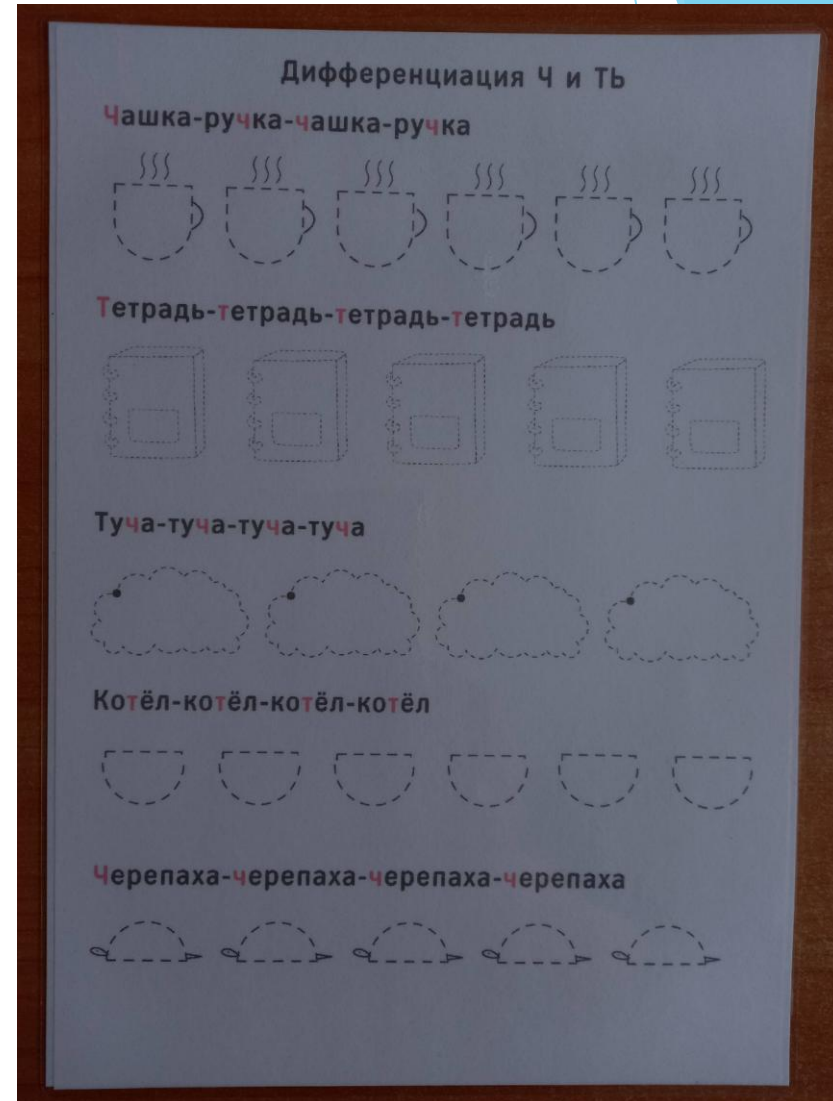 Дифференциация Ч и ТЬ
Чашка-ручка-чашка-ручка
Тетрадь-тетрадь-тетрадь-тетрадь
Туча-туча-туча-туча
Котёл-котёл-котёл-котёл
Черепаха-черепаха-черепаха-черепаха